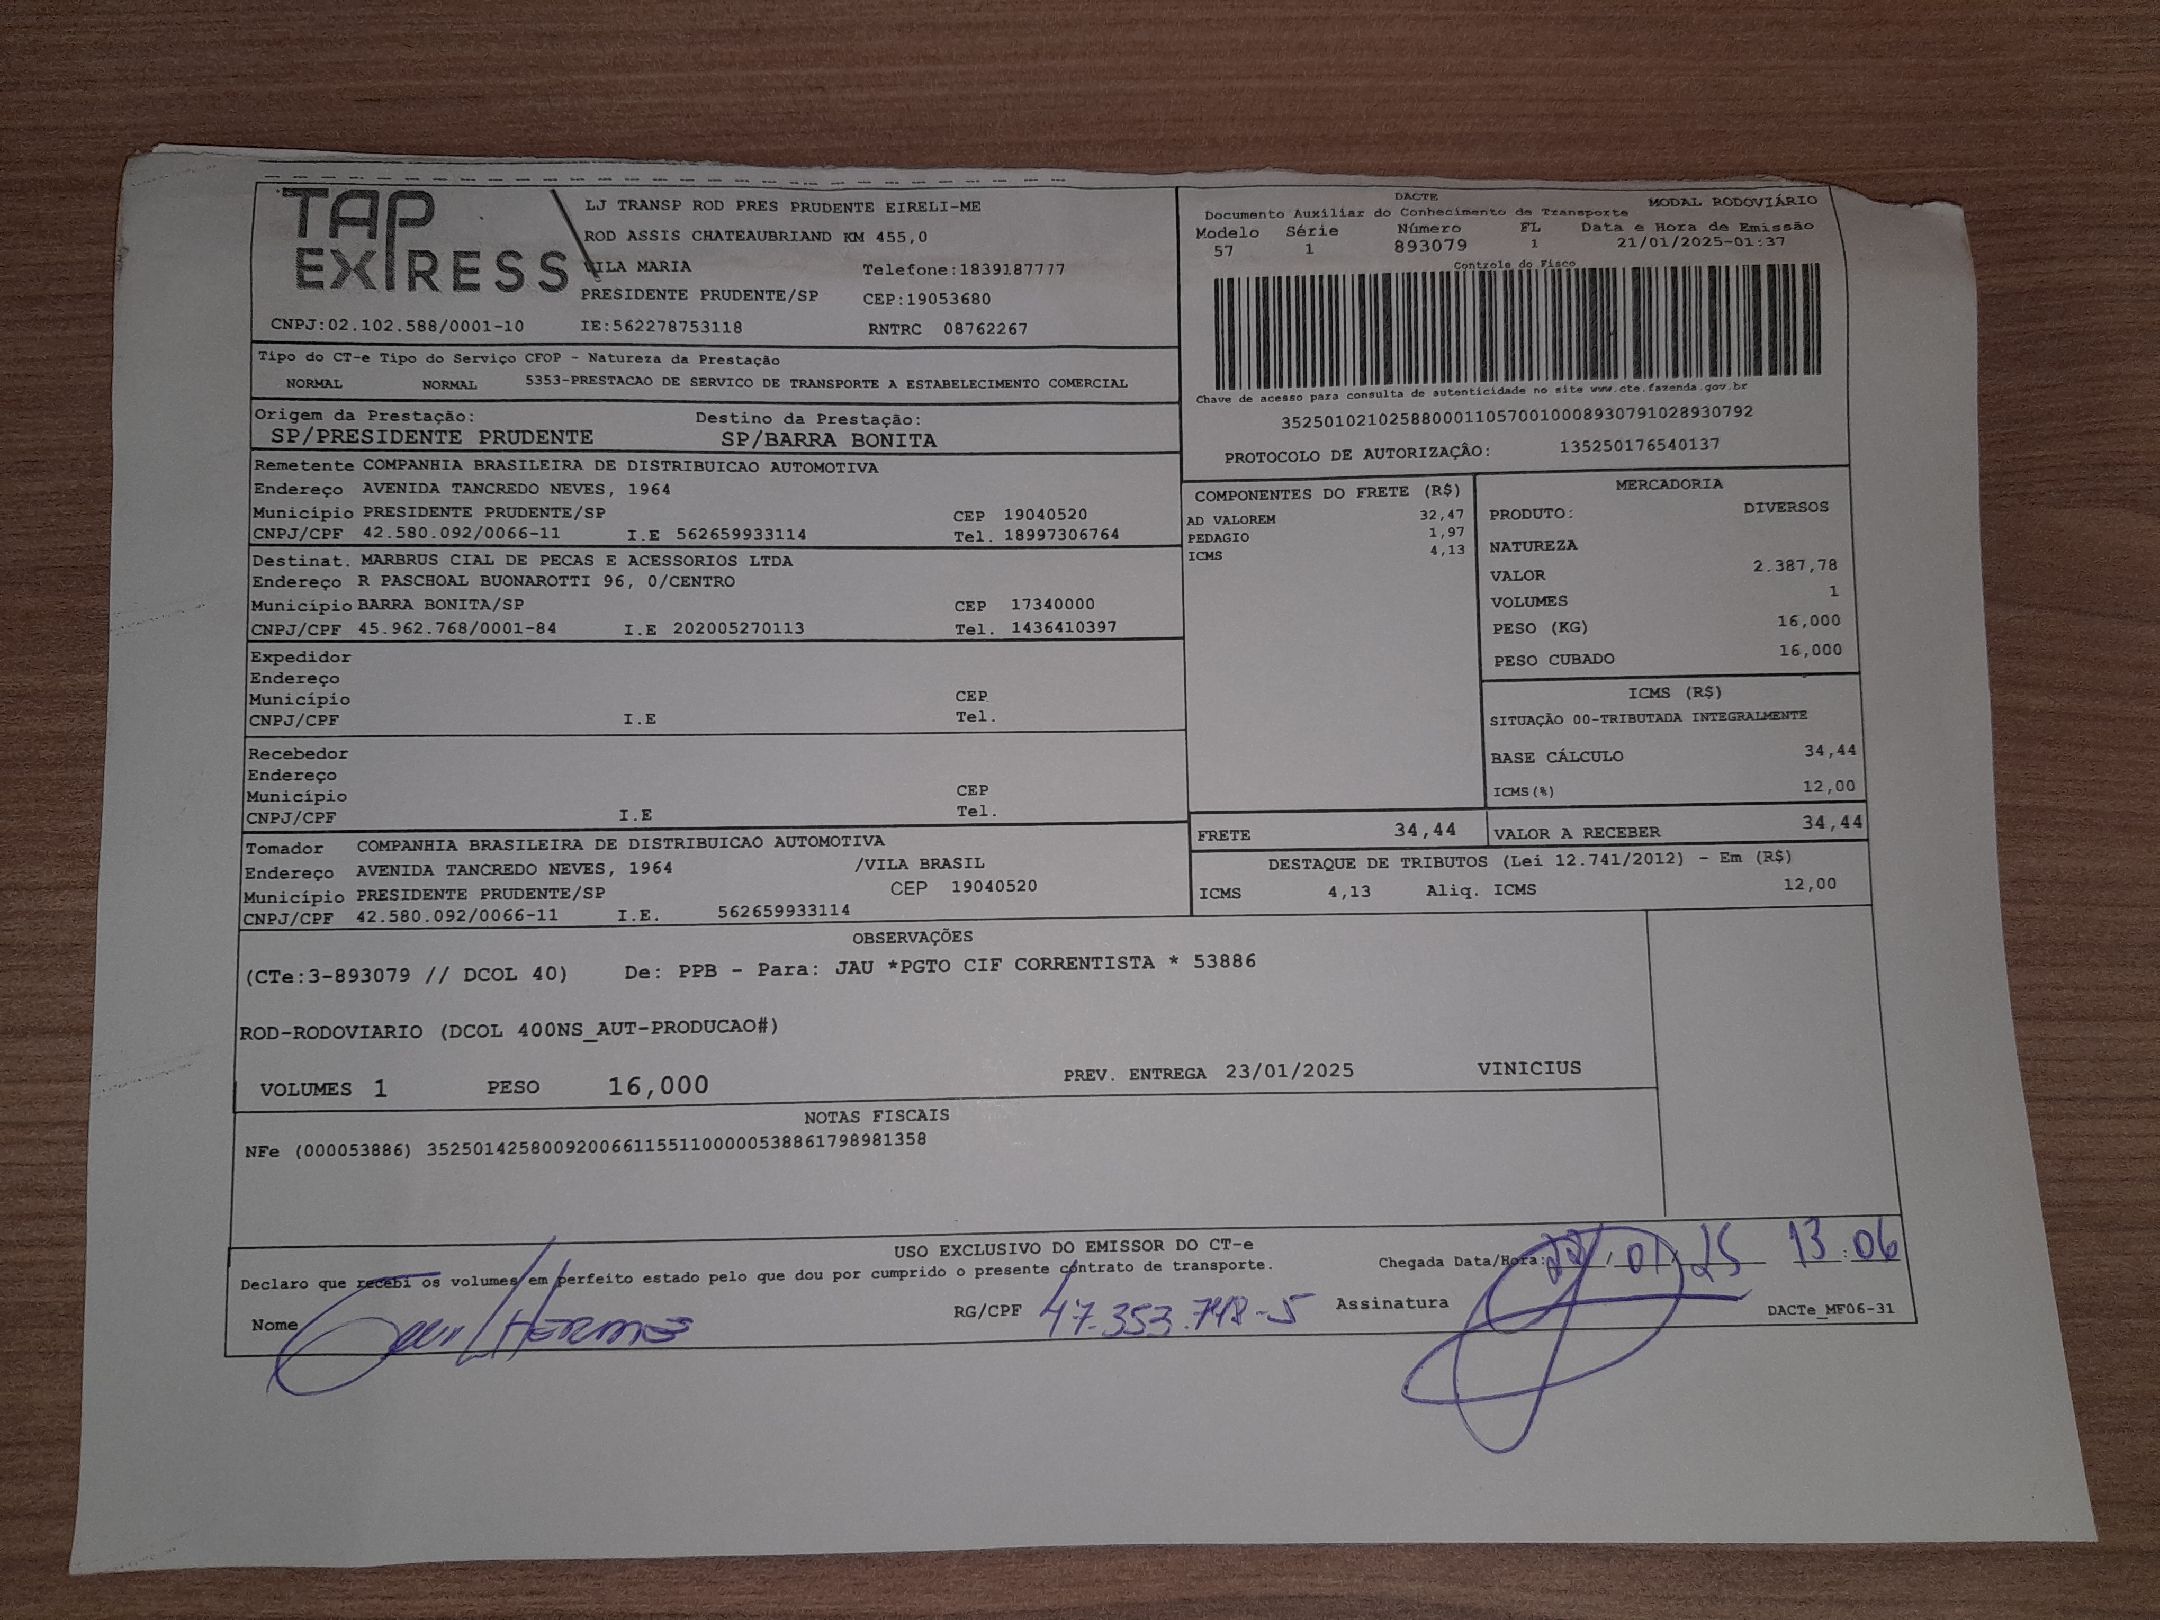 TAP EXPRESS
LJ TRANSP ROD PRES PRUDENTE EIRELI-ME
ROD ASSIS CHATEAUBRIAND KM 455,0
VILA MARIA Telefone:1839187777
PRESIDENTE PRUDENTE/SP CEP:19053680
CNPJ:02.102.588/0001-10 IE:562278753118 RNTRC 08762267
DACTE MODAL RODOVIÁRIO
Documento Auxiliar do Conhecimento de Transporte
Modelo Série Número FL Data e Hora de Emissão
57 1 893079 1 21/01/2025-01:37
Controle do Fisco
Chave de acesso para consulta de autenticidade no site www.cte.fazenda.gov.br
35250102102588000110570010008930791028930792
PROTOCOLO DE AUTORIZAÇÃO: 135250176540137
Tipo do CT-e Tipo do Serviço CFOP - Natureza da Prestação
NORMAL NORMAL 5353-PRESTACAO DE SERVICO DE TRANSPORTE A ESTABELECIMENTO COMERCIAL
Origem da Prestação: Destino da Prestação:
SP/PRESIDENTE PRUDENTE SP/BARRA BONITA
Remetente COMPANHIA BRASILEIRA DE DISTRIBUICAO AUTOMOTIVA
Endereço AVENIDA TANCREDO NEVES, 1964
Município PRESIDENTE PRUDENTE/SP CEP 19040520
CNPJ/CPF 42.580.092/0066-11 I.E 562659933114 Tel. 18997306764
Destinat. MARBRUS CIAL DE PECAS E ACESSORIOS LTDA
Endereço R PASCHOAL BUONAROTTI 96, 0/CENTRO
Município BARRA BONITA/SP CEP 17340000
CNPJ/CPF 45.962.768/0001-84 I.E 202005270113 Tel. 1436410397
Expedidor
Endereço
Município CEP
CNPJ/CPF I.E Tel.
Recebedor
Endereço
Município CEP
CNPJ/CPF I.E Tel.
Tomador COMPANHIA BRASILEIRA DE DISTRIBUICAO AUTOMOTIVA
Endereço AVENIDA TANCREDO NEVES, 1964 /VILA BRASIL
Município PRESIDENTE PRUDENTE/SP CEP 19040520
CNPJ/CPF 42.580.092/0066-11 I.E. 562659933114
COMPONENTES DO FRETE (R$)
AD VALOREM 32,47
PEDAGIO 1,97
ICMS 4,13
MERCADORIA
PRODUTO: DIVERSOS
NATUREZA
VALOR 2.387,78
VOLUMES 1
PESO (KG) 16,000
PESO CUBADO 16,000
ICMS (R$)
SITUAÇÃO 00-TRIBUTADA INTEGRALMENTE
BASE CÁLCULO 34,44
ICMS(%) 12,00
FRETE 34,44 VALOR A RECEBER 34,44
DESTAQUE DE TRIBUTOS (Lei 12.741/2012) - Em (R$)
ICMS 4,13 Aliq. ICMS 12,00
OBSERVAÇÕES
(CTe:3-893079 // DCOL 40) De: PPB - Para: JAU *PGTO CIF CORRENTISTA * 53886
ROD-RODOVIARIO (DCOL 400NS_AUT-PRODUCAO#)
VOLUMES 1 PESO 16,000 PREV. ENTREGA 23/01/2025 VINICIUS
NOTAS FISCAIS
NFe (000053886) 35250142580092006611551100000538861798981358
USO EXCLUSIVO DO EMISSOR DO CT-e
Declaro que recebi os volumes em perfeito estado pelo que dou por cumprido o presente contrato de transporte.
Chegada Data/Hora: 22/01/25 13:06
Nome Guilherme RG/CPF 47.353.748-5 Assinatura
DACTe_MF06-31